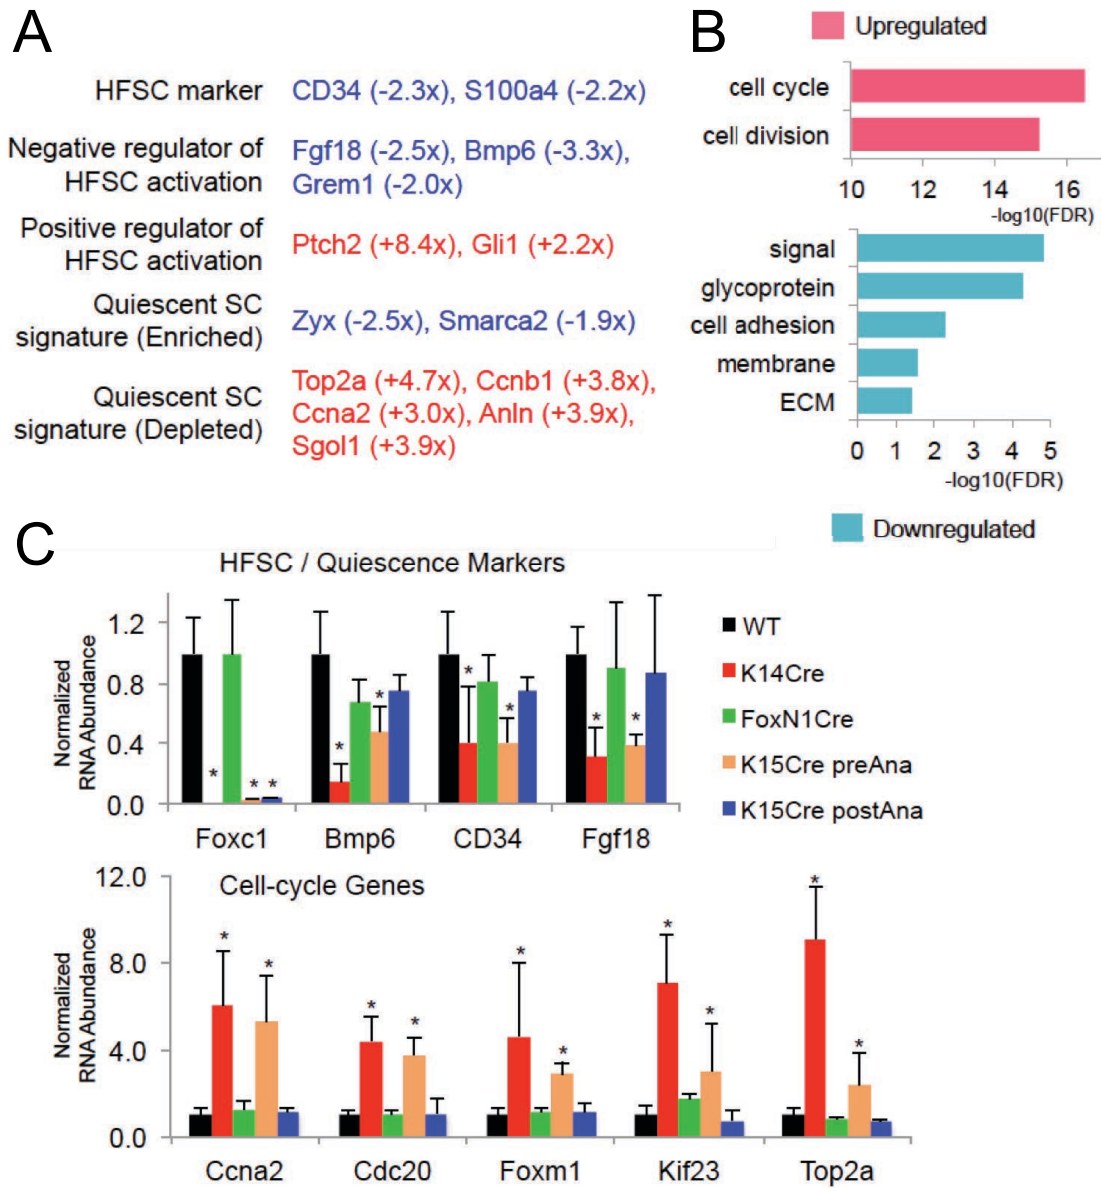 A
HFSC marker
CD34 (-2.3x), S100a4 (-2.2x)
Negative regulator of
HFSC activation
Fgf18 (-2.5x), Bmp6 (-3.3x),
Grem1 (-2.0x)
Positive regulator of
HFSC activation
Ptch2 (+8.4x), Gli1 (+2.2x)
Quiescent SC
signature (Enriched)
Zyx (-2.5x), Smarca2 (-1.9x)
Quiescent SC
signature (Depleted)
Top2a (+4.7x), Ccnb1 (+3.8x),
Ccna2 (+3.0x), Anln (+3.9x),
Sgol1 (+3.9x)
B
Upregulated
cell cycle
cell division
10 12 14 16
-log10(FDR)
signal
glycoprotein
cell adhesion
membrane
ECM
0 1 2 3 4 5
-log10(FDR)
Downregulated
C
HFSC / Quiescence Markers
Normalized
RNA Abundance
1.2
0.8
0.4
0.0
* * * * * * * * *
Foxc1 Bmp6 CD34 Fgf18
WT
K14Cre
FoxN1Cre
K15Cre preAna
K15Cre postAna
Cell-cycle Genes
Normalized
RNA Abundance
12.0
8.0
4.0
0.0
* * * * * * * * * *
Ccna2 Cdc20 Foxm1 Kif23 Top2a